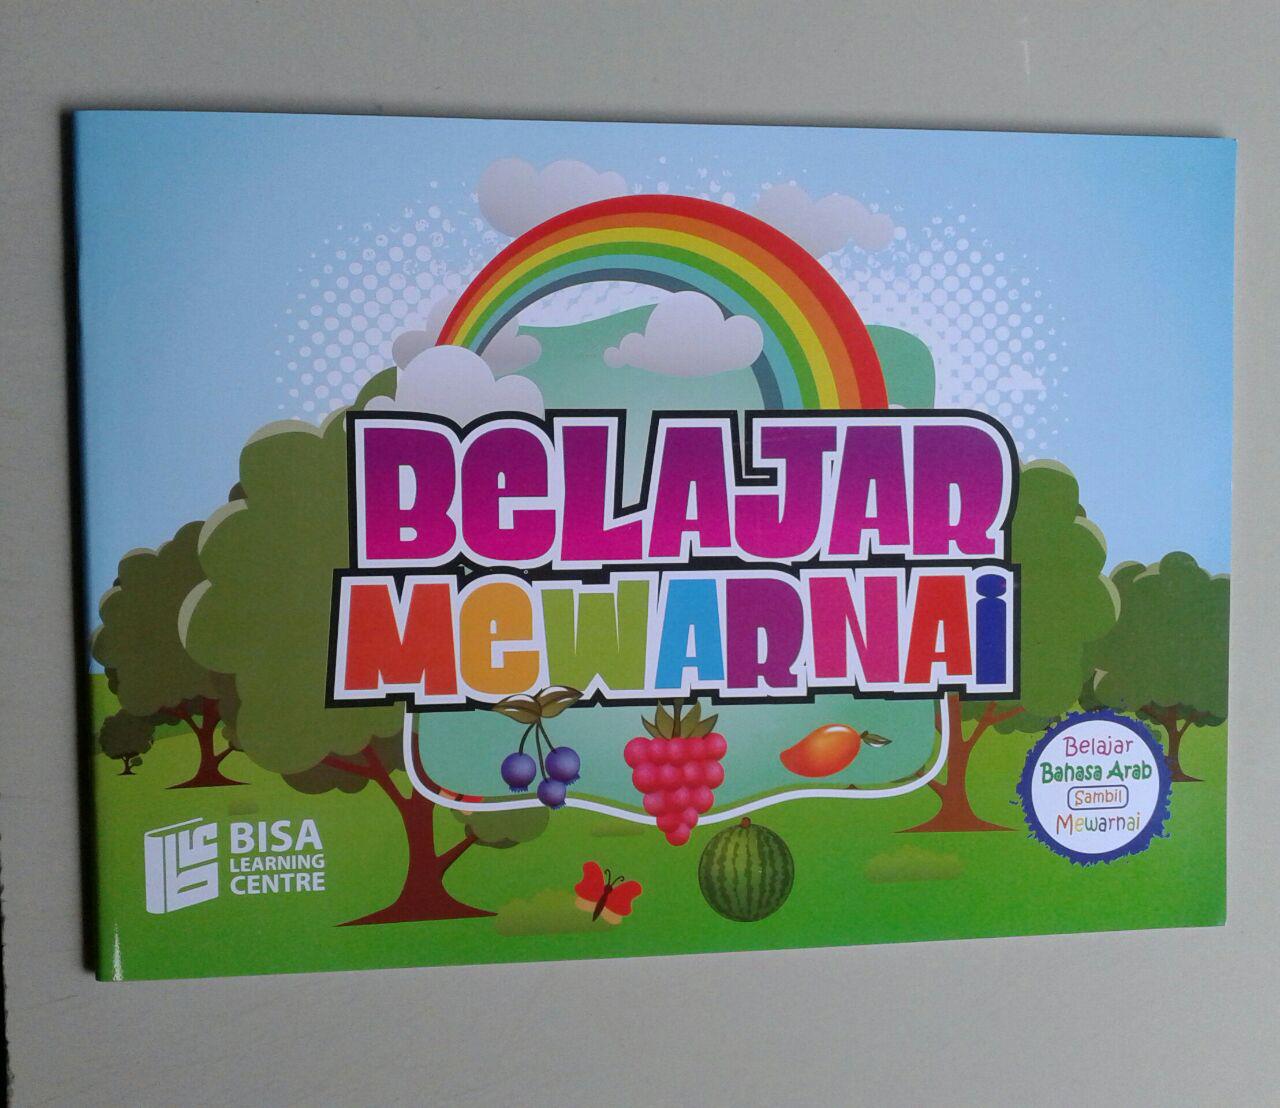 BELAJAR
MEWARNAI
Belajar
Bahasa Arab
Sambil
Mewarnai
BISA
LEARNING
CENTRE